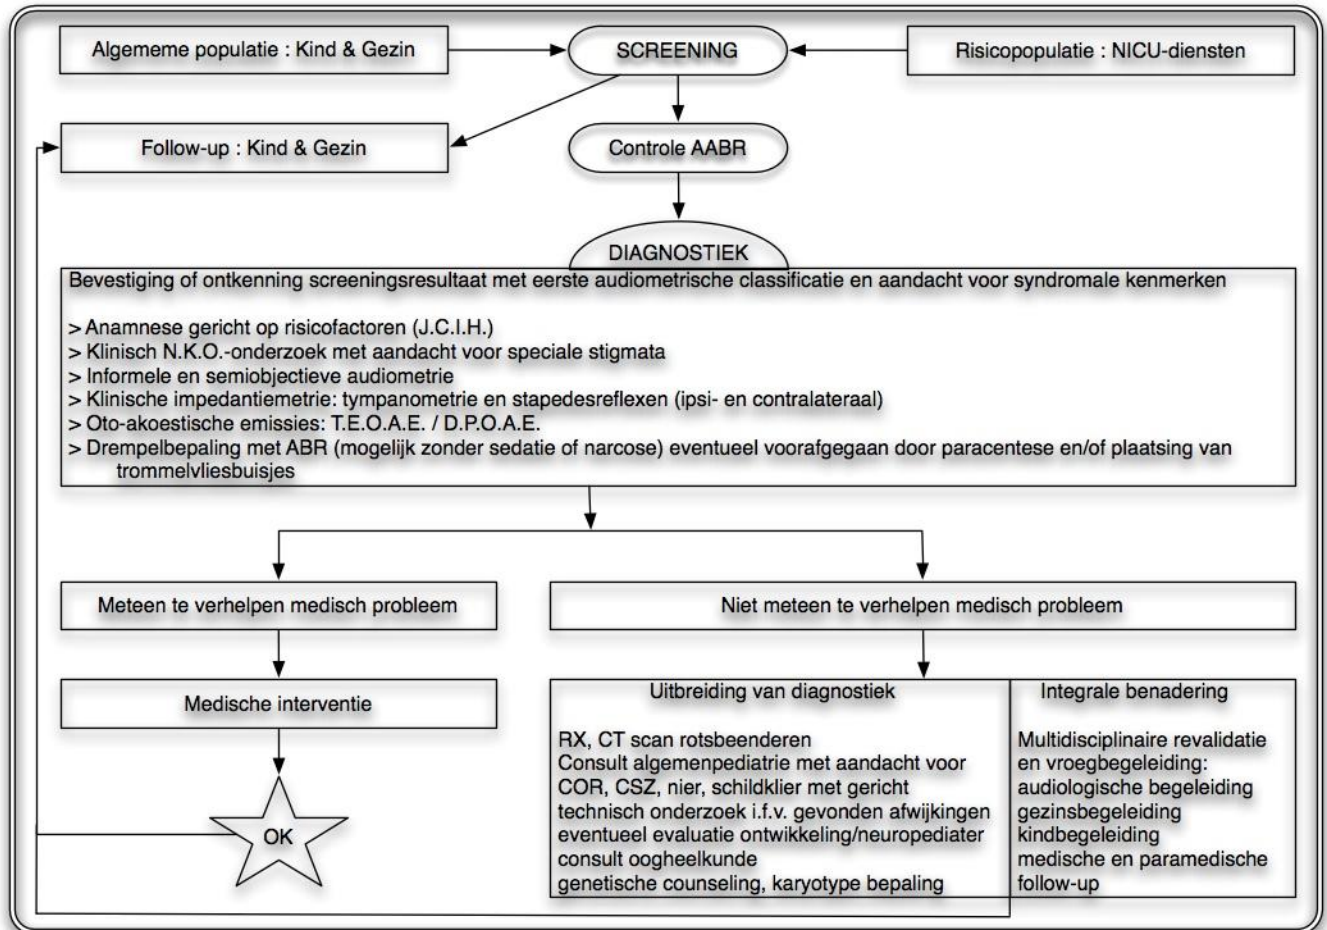 Algememe populatie : Kind & Gezin
SCREENING
Risicopopulatie : NICU-diensten
Follow-up : Kind & Gezin
Controle AABR
DIAGNOSTIEK
Bevestiging of ontkenning screeningsresultaat met eerste audiometrische classificatie en aandacht voor syndromale kenmerken
> Anamnese gericht op risicofactoren (J.C.I.H.)
> Klinisch N.K.O.-onderzoek met aandacht voor speciale stigmata
> Informele en semiobjectieve audiometrie
> Klinische impedantiemetrie: tympanometrie en stapedesreflexen (ipsi- en contralateraal)
> Oto-akoestische emissies: T.E.O.A.E. / D.P.O.A.E.
> Drempelbepaling met ABR (mogelijk zonder sedatie of narcose) eventueel voorafgegaan door paracentese en/of plaatsing van
trommelvliesbuisjes
Meteen te verhelpen medisch probleem
Niet meteen te verhelpen medisch probleem
Medische interventie
OK
Uitbreiding van diagnostiek
RX, CT scan rotsbeenderen
Consult algemenpediatrie met aandacht voor
COR, CSZ, nier, schildklier met gericht
technisch onderzoek i.f.v. gevonden afwijkingen
eventueel evaluatie ontwikkeling/neuropediater
consult oogheelkunde
genetische counseling, karyotype bepaling
Integrale benadering
Multidisciplinaire revalidatie
en vroegbegeleiding:
audiologische begeleiding
gezinsbegeleiding
kindbegeleiding
medische en paramedische
follow-up